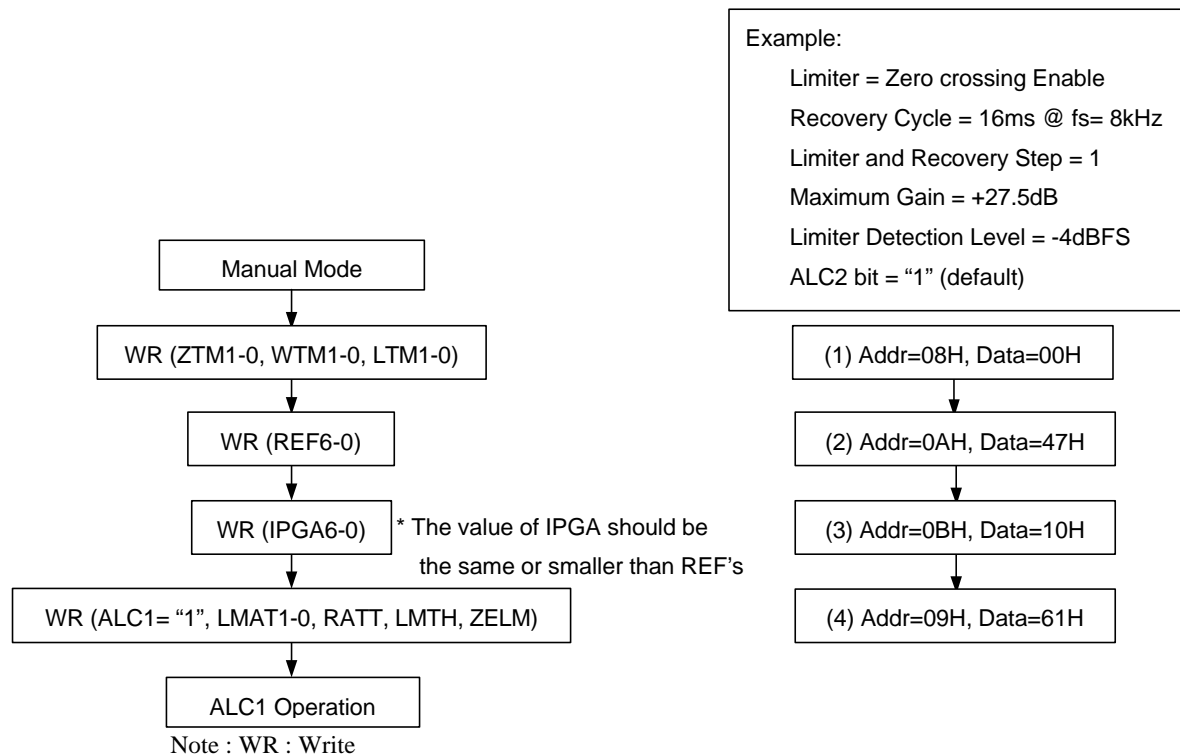 Example:
Limiter = Zero crossing Enable
Recovery Cycle = 16ms @ fs= 8kHz
Limiter and Recovery Step = 1
Maximum Gain = +27.5dB
Limiter Detection Level = -4dBFS
ALC2 bit = “1” (default)
Manual Mode
WR (ZTM1-0, WTM1-0, LTM1-0)
WR (REF6-0)
WR (IPGA6-0)
* The value of IPGA should be
the same or smaller than REF’s
WR (ALC1= “1”, LMAT1-0, RATT, LMTH, ZELM)
ALC1 Operation
Note : WR : Write
(1) Addr=08H, Data=00H
(2) Addr=0AH, Data=47H
(3) Addr=0BH, Data=10H
(4) Addr=09H, Data=61H